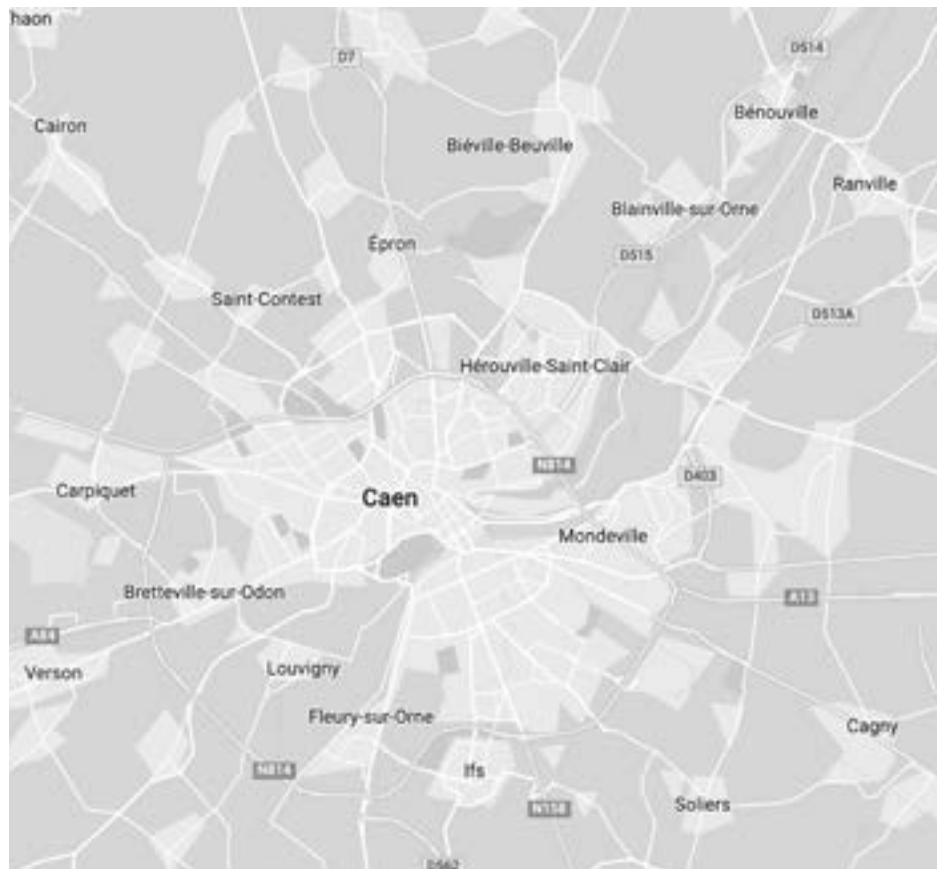 haon
D7
D514
Bénouville
Cairon
Biéville-Beuville
Ranville
Blainville-sur-Orne
Épron
D515
Saint-Contest
D513A
Hérouville-Saint-Clair
N814
D403
Carpiquet
Caen
Mondeville
Bretteville-sur-Odon
A13
A84
Verson
Louvigny
Fleury-sur-Orne
Cagny
N814
Ifs
N158
Soliers
D562